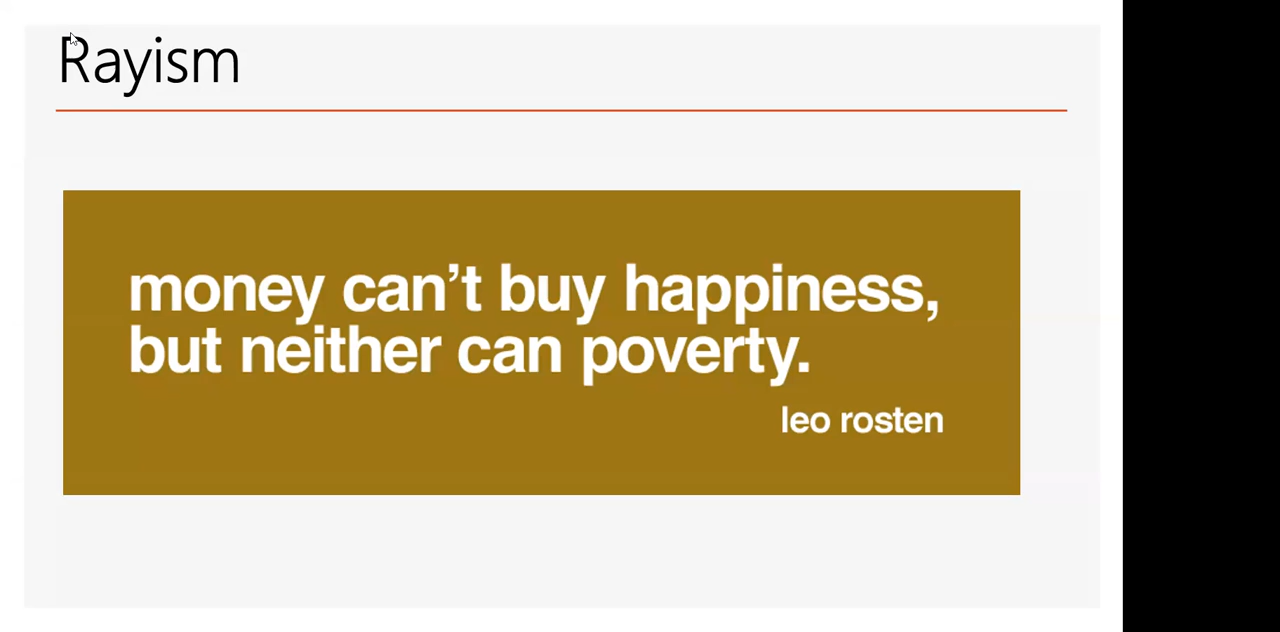 Rayism
money can’t buy happiness,
but neither can poverty.
leo rosten